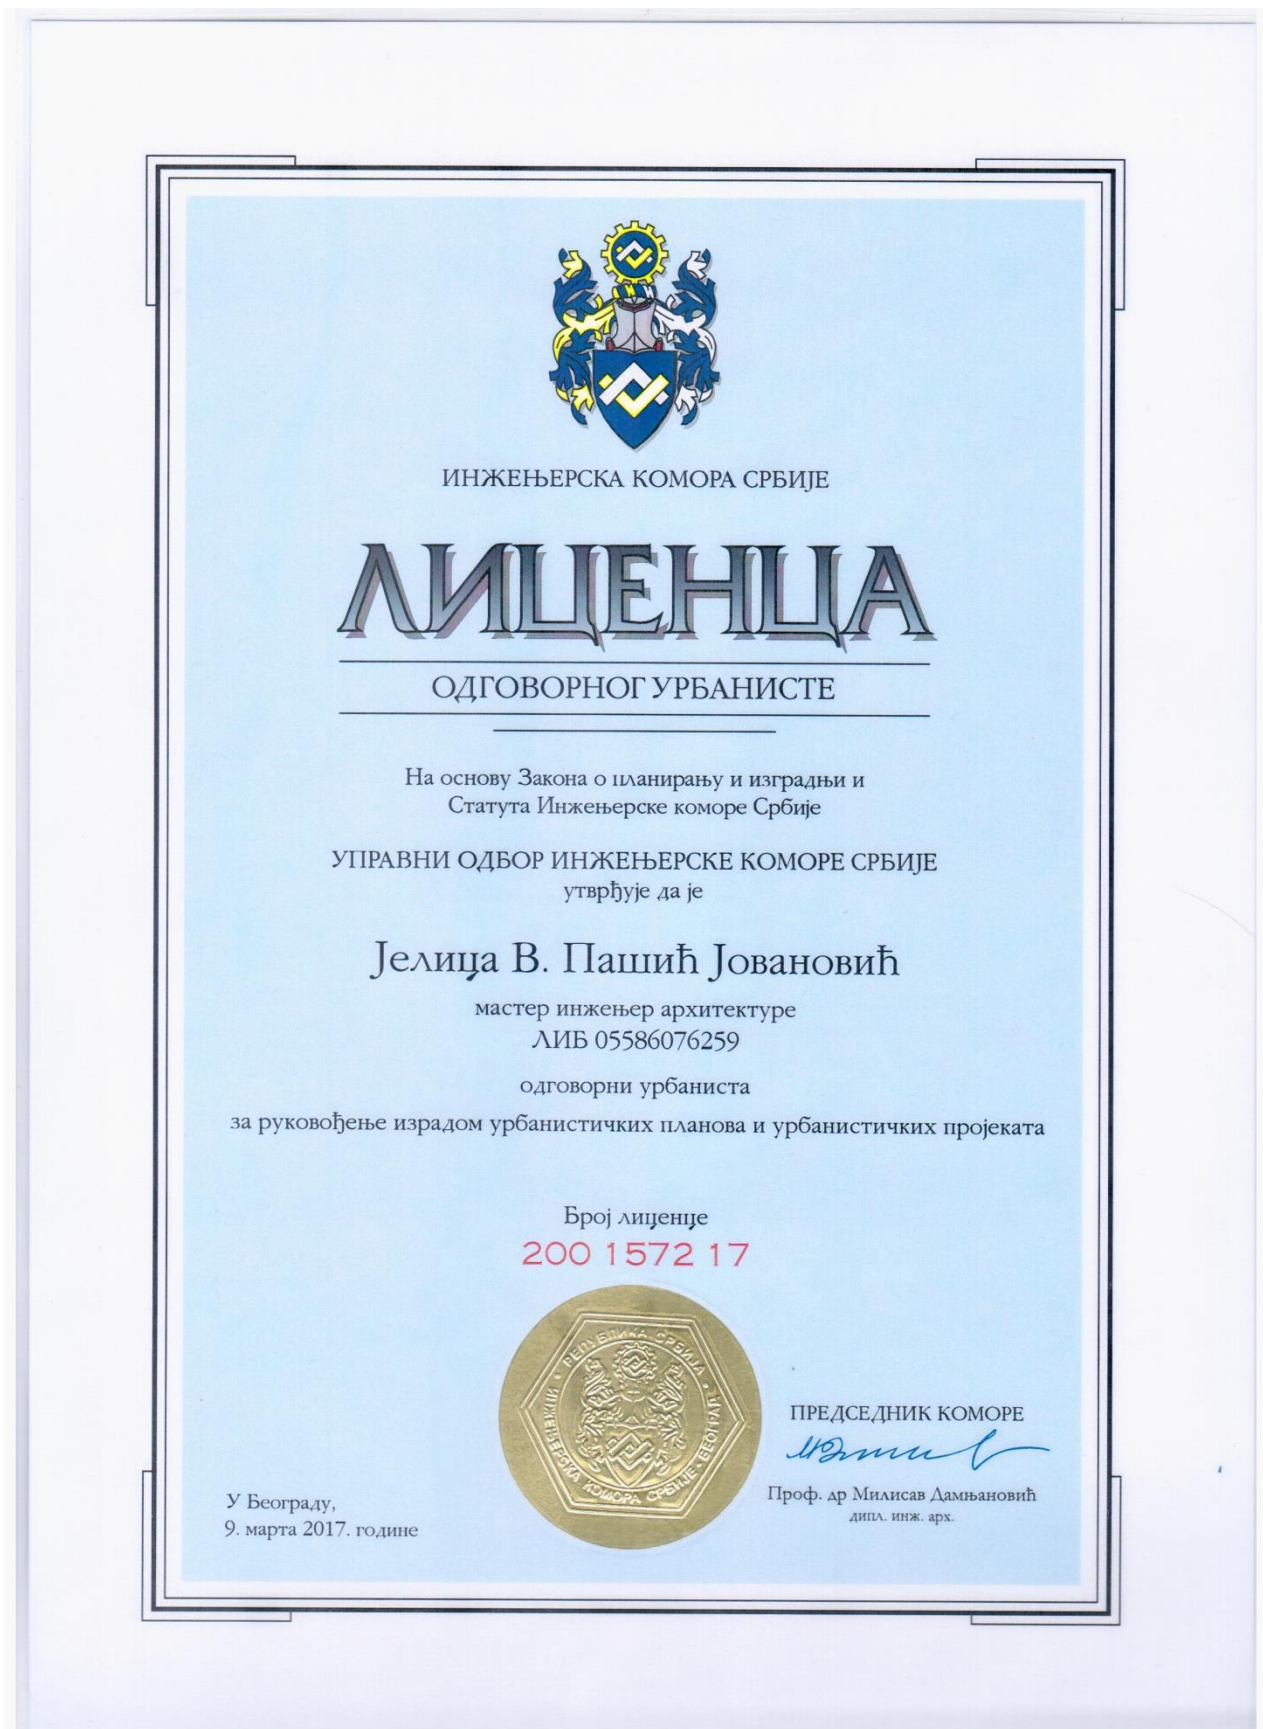 ИНЖЕЊЕРСКА КОМОРА СРБИЈЕ
ЛИЦЕНЦА
ОДГОВОРНОГ УРБАНИСТЕ
На основу Закона о планирању и изградњи и
Статута Инжењерске коморе Србије
УПРАВНИ ОДБОР ИНЖЕЊЕРСКЕ КОМОРЕ СРБИЈЕ
утврђује да је
Јелица В. Пашић Јовановић
мастер инжењер архитектуре
ЛИБ 05586076259
одговорни урбаниста
за руковођење израдом урбанистичких планова и урбанистичких пројеката
Број лиценце
200 1572 17
РЕПУБЛИКА СРБИЈА
ИНЖЕЊЕРСКА КОМОРА СРБИЈЕ · БЕОГРАД
ПРЕДСЕДНИК КОМОРЕ
Проф. др Милисав Дамњановић
дипл. инж. арх.
У Београду,
9. марта 2017. године